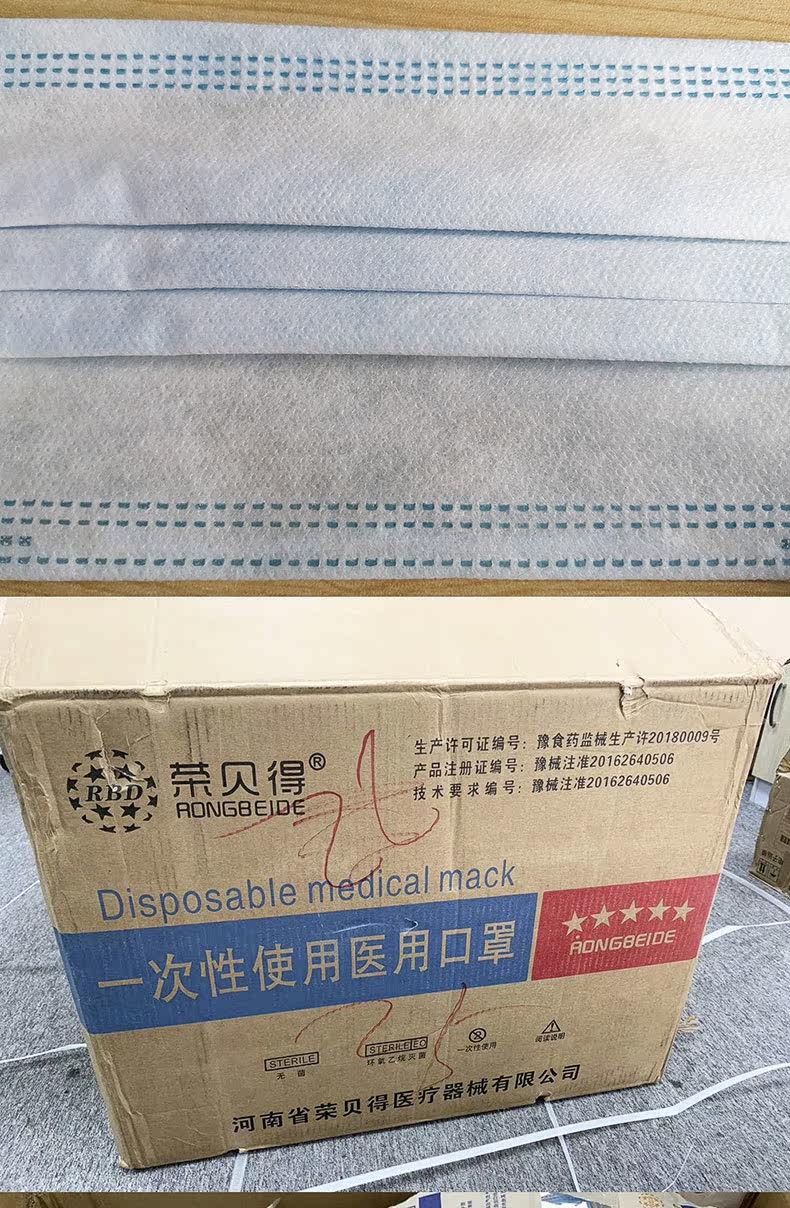 生产许可证编号：豫食药监械生产许20180009号
产品注册证编号：豫械注准20162640506
技术要求编号：豫械注准20162640506
RBD
荣贝得®
RONGBEIDE
Disposable medical mack
一次性使用医用口罩
RONGBEIDE
STERILE
无菌
STERILE EO
环氧乙烷灭菌
一次性使用
阅读说明
河南省荣贝得医疗器械有限公司